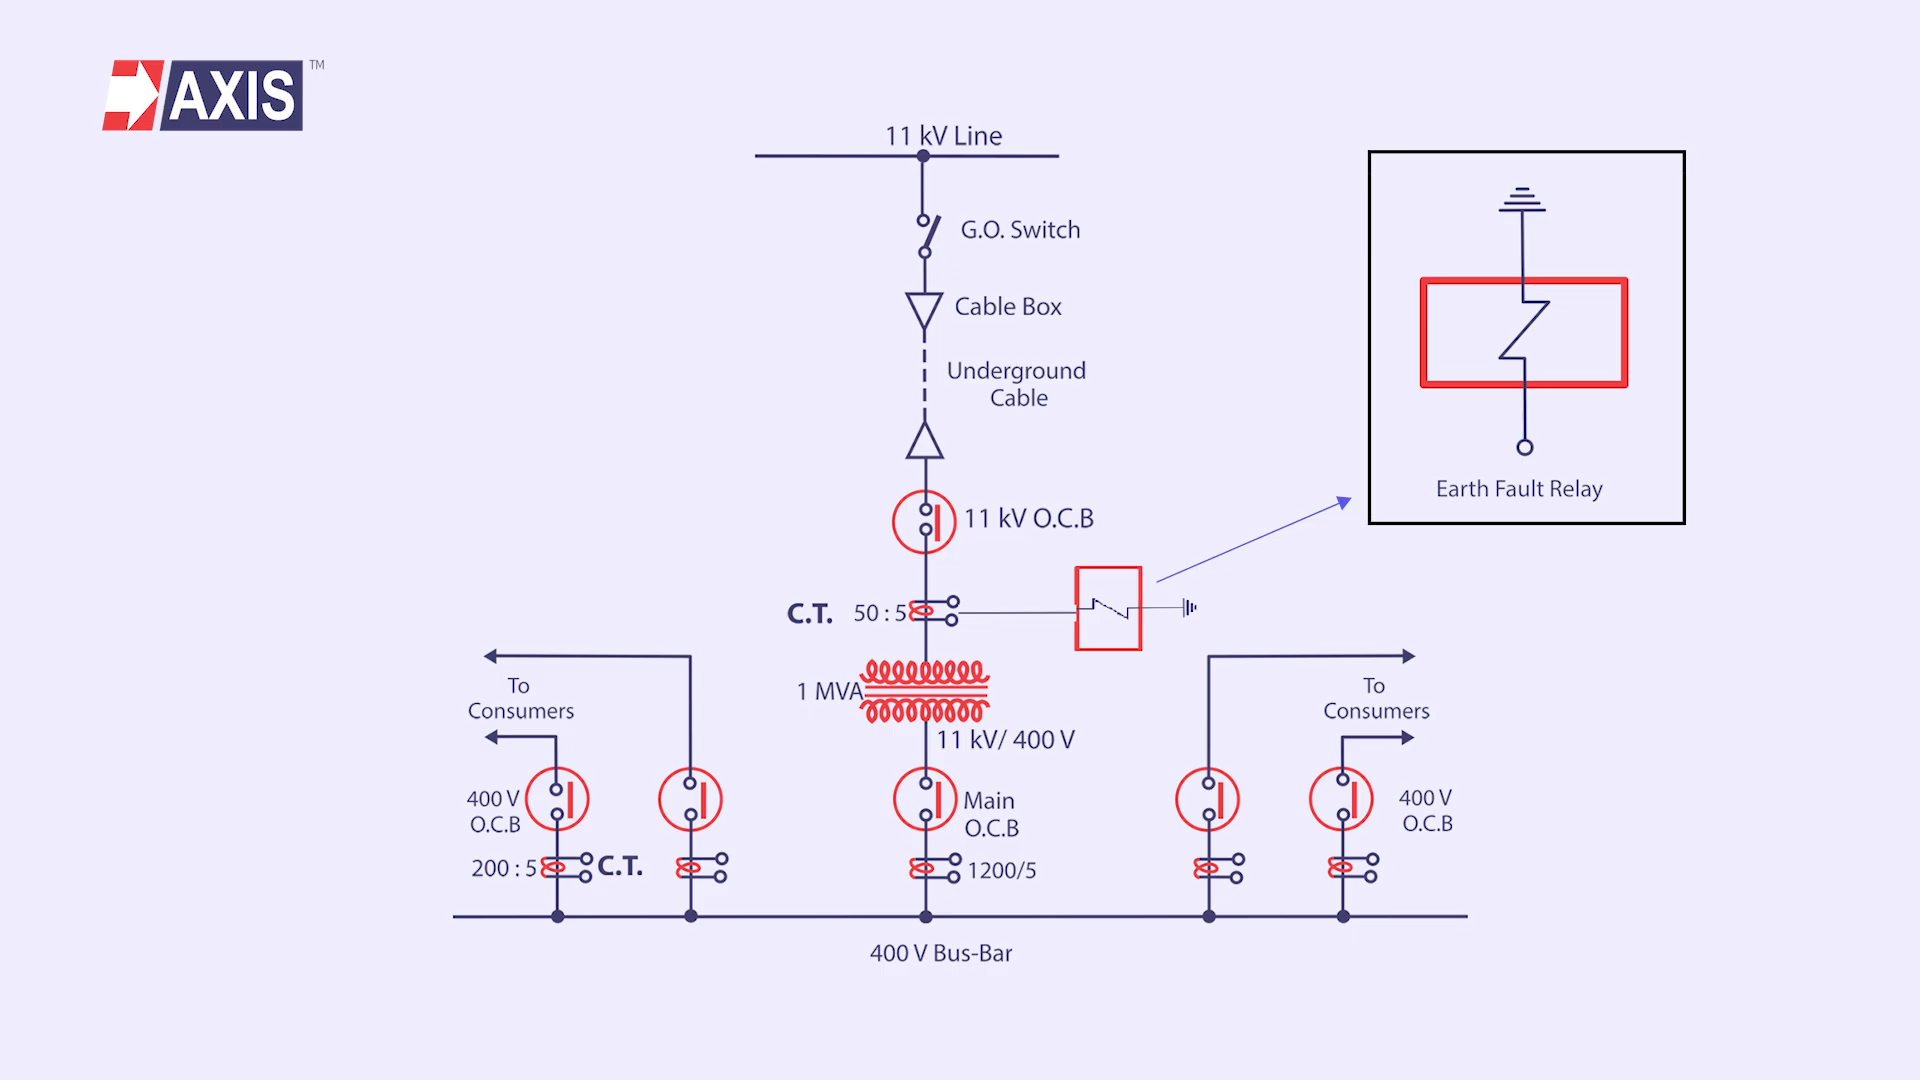 AXIS
TM
11 kV Line
G.O. Switch
Cable Box
Underground
Cable
11 kV O.C.B
Earth Fault Relay
C.T.
50 : 5
1 MVA
11 kV/ 400 V
To
Consumers
To
Consumers
400 V
O.C.B
Main
O.C.B
400 V
O.C.B
200 : 5
C.T.
1200/5
400 V Bus-Bar